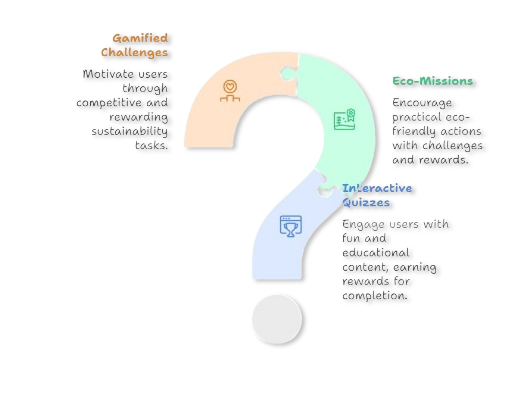 Gamified
Challenges
Motivate users
through
competitive and
rewarding
sustainability
tasks.
Eco-Missions
Encourage
practical eco-
friendly actions
with challenges
and rewards.
Interactive
Quizzes
Engage users with
fun and
educational
content, earning
rewards for
completion.